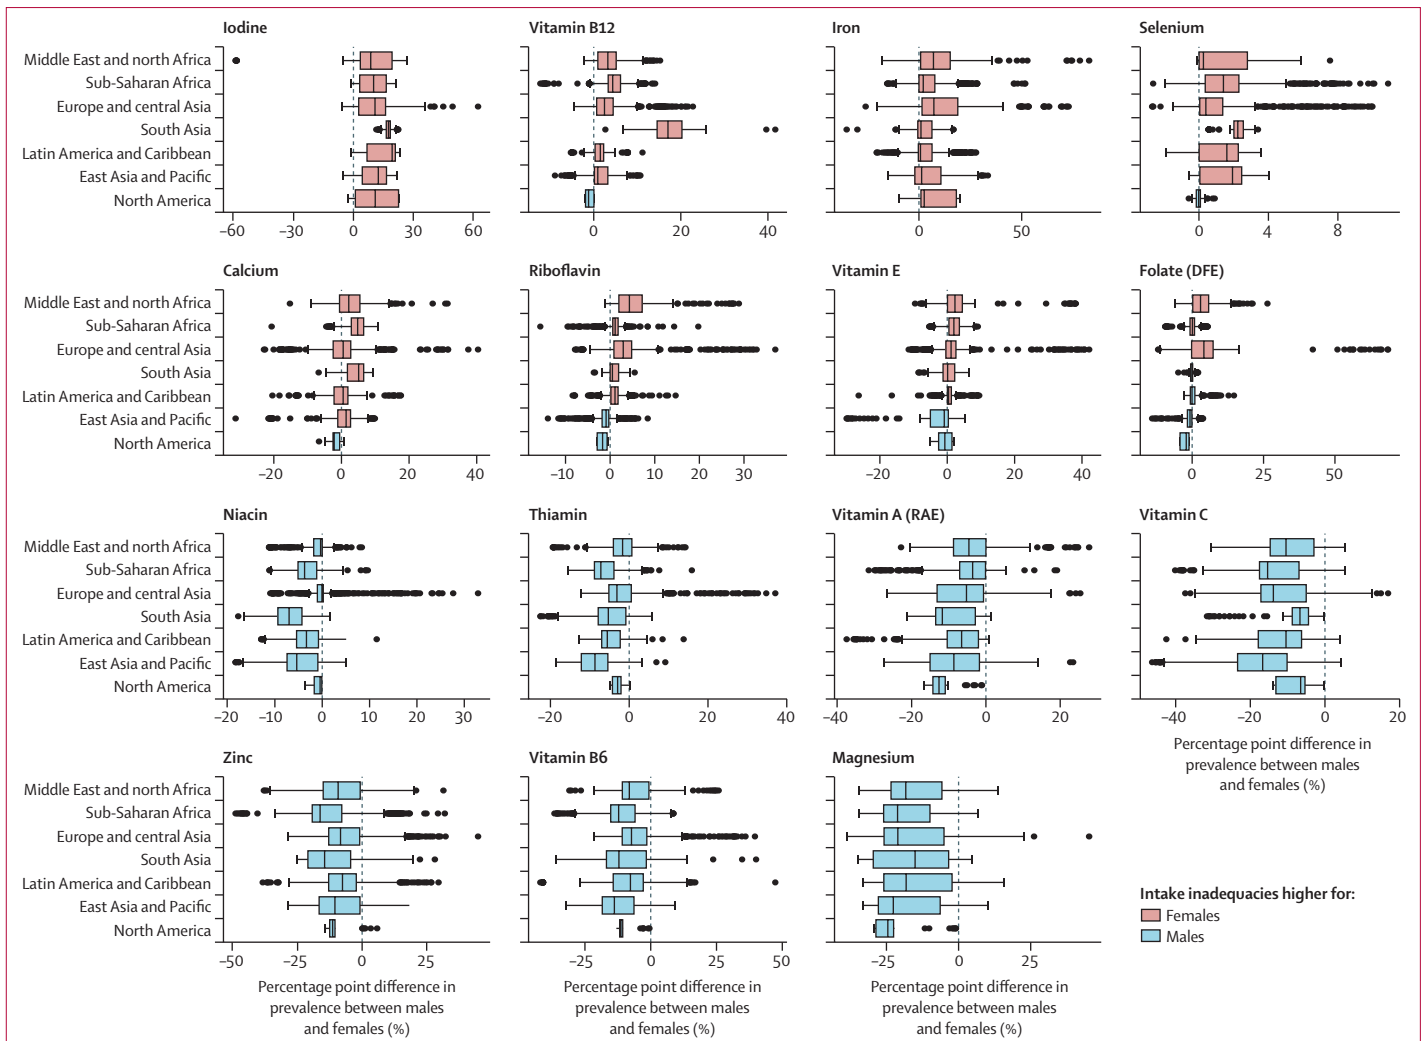 Iodine
Vitamin B12
Iron
Selenium
Middle East and north Africa
Sub-Saharan Africa
Europe and central Asia
South Asia
Latin America and Caribbean
East Asia and Pacific
North America
–60 –30 0 30 60
0 20 40
0 50
0 4 8
Calcium
Riboflavin
Vitamin E
Folate (DFE)
Middle East and north Africa
Sub-Saharan Africa
Europe and central Asia
South Asia
Latin America and Caribbean
East Asia and Pacific
North America
–20 0 20 40
–10 0 10 20 30
–20 0 20 40
0 25 50
Niacin
Thiamin
Vitamin A (RAE)
Vitamin C
Middle East and north Africa
Sub-Saharan Africa
Europe and central Asia
South Asia
Latin America and Caribbean
East Asia and Pacific
North America
–20 –10 0 10 20 30
–20 0 20 40
–40 –20 0 20
–40 –20 0 20
Percentage point difference in
prevalence between males
and females (%)
Zinc
Vitamin B6
Magnesium
Middle East and north Africa
Sub-Saharan Africa
Europe and central Asia
South Asia
Latin America and Caribbean
East Asia and Pacific
North America
–50 –25 0 25
–25 0 25 50
–25 0 25
Percentage point difference in
prevalence between males
and females (%)
Percentage point difference in
prevalence between males
and females (%)
Percentage point difference in
prevalence between males
and females (%)
Intake inadequacies higher for:
Females
Males